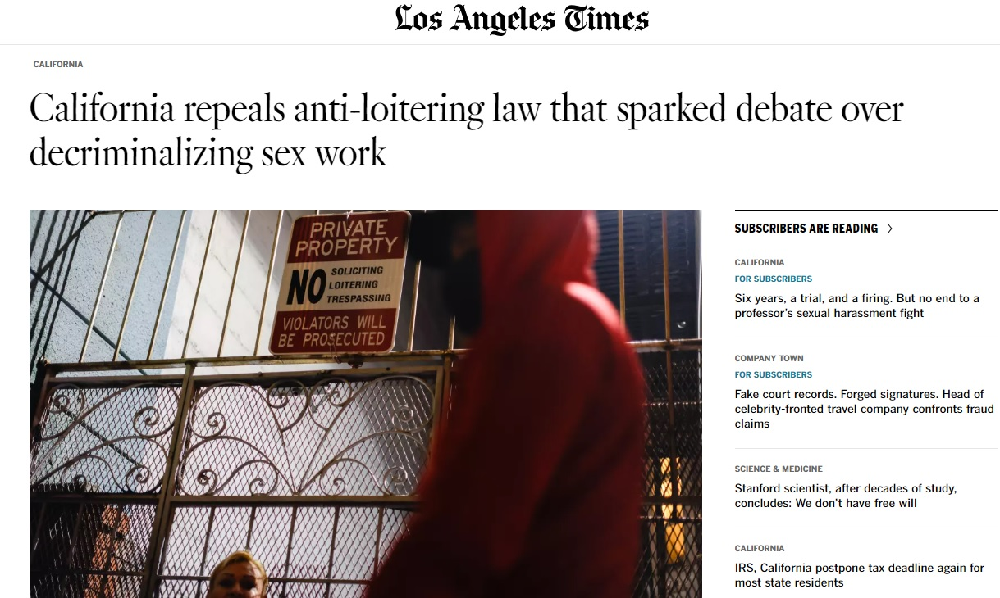 Los Angeles Times
CALIFORNIA
California repeals anti-loitering law that sparked debate over
decriminalizing sex work
PRIVATE
PROPERTY
NO SOLICITING
LOITERING
TRESPASSING
VIOLATORS WILL
BE PROSECUTED
SUBSCRIBERS ARE READING
CALIFORNIA
FOR SUBSCRIBERS
Six years, a trial, and a firing. But no end to a
professor’s sexual harassment fight
COMPANY TOWN
FOR SUBSCRIBERS
Fake court records. Forged signatures. Head of
celebrity-fronted travel company confronts fraud
claims
SCIENCE & MEDICINE
Stanford scientist, after decades of study,
concludes: We don’t have free will
CALIFORNIA
IRS, California postpone tax deadline again for
most state residents